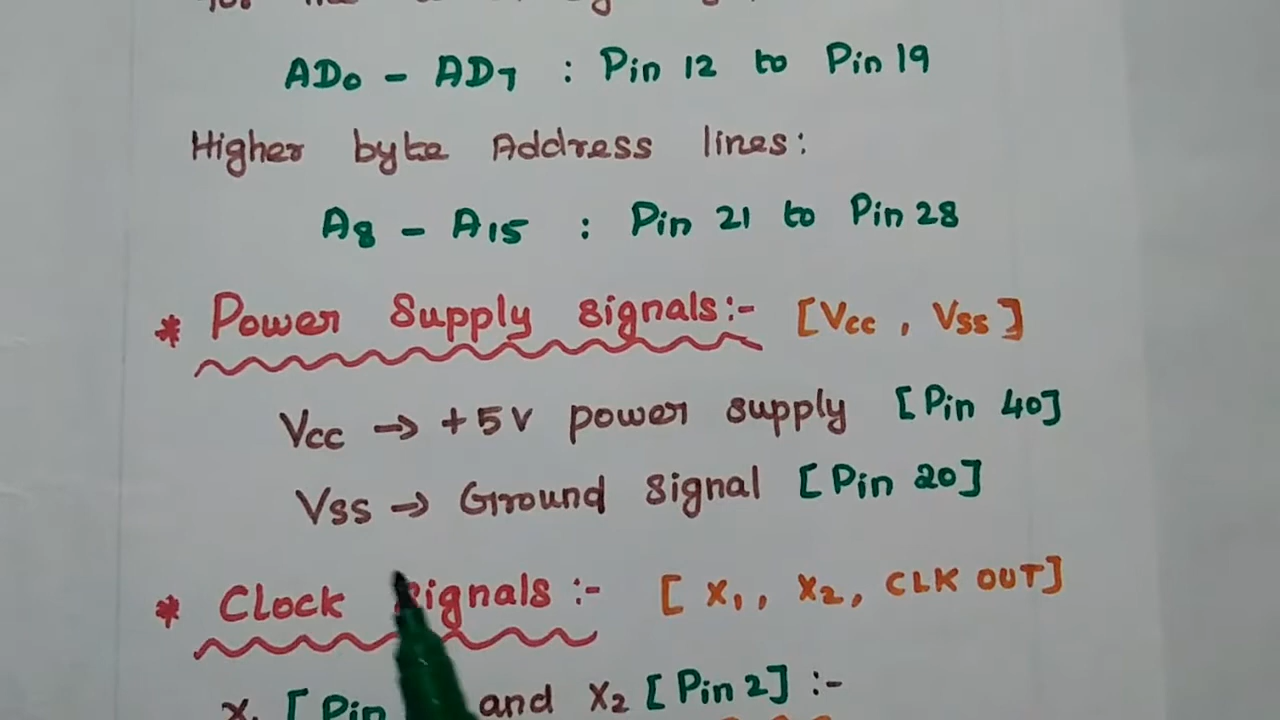 AD0 - AD7 : Pin 12 to Pin 19
Higher byte Address lines:
A8 - A15 : Pin 21 to Pin 28
* Power Supply signals:- [Vcc, Vss]
Vcc → +5V power supply [Pin 40]
Vss → Ground signal [Pin 20]
* Clock signals :- [X1, X2, CLK OUT]
[Pin and X2 [Pin 2] :-